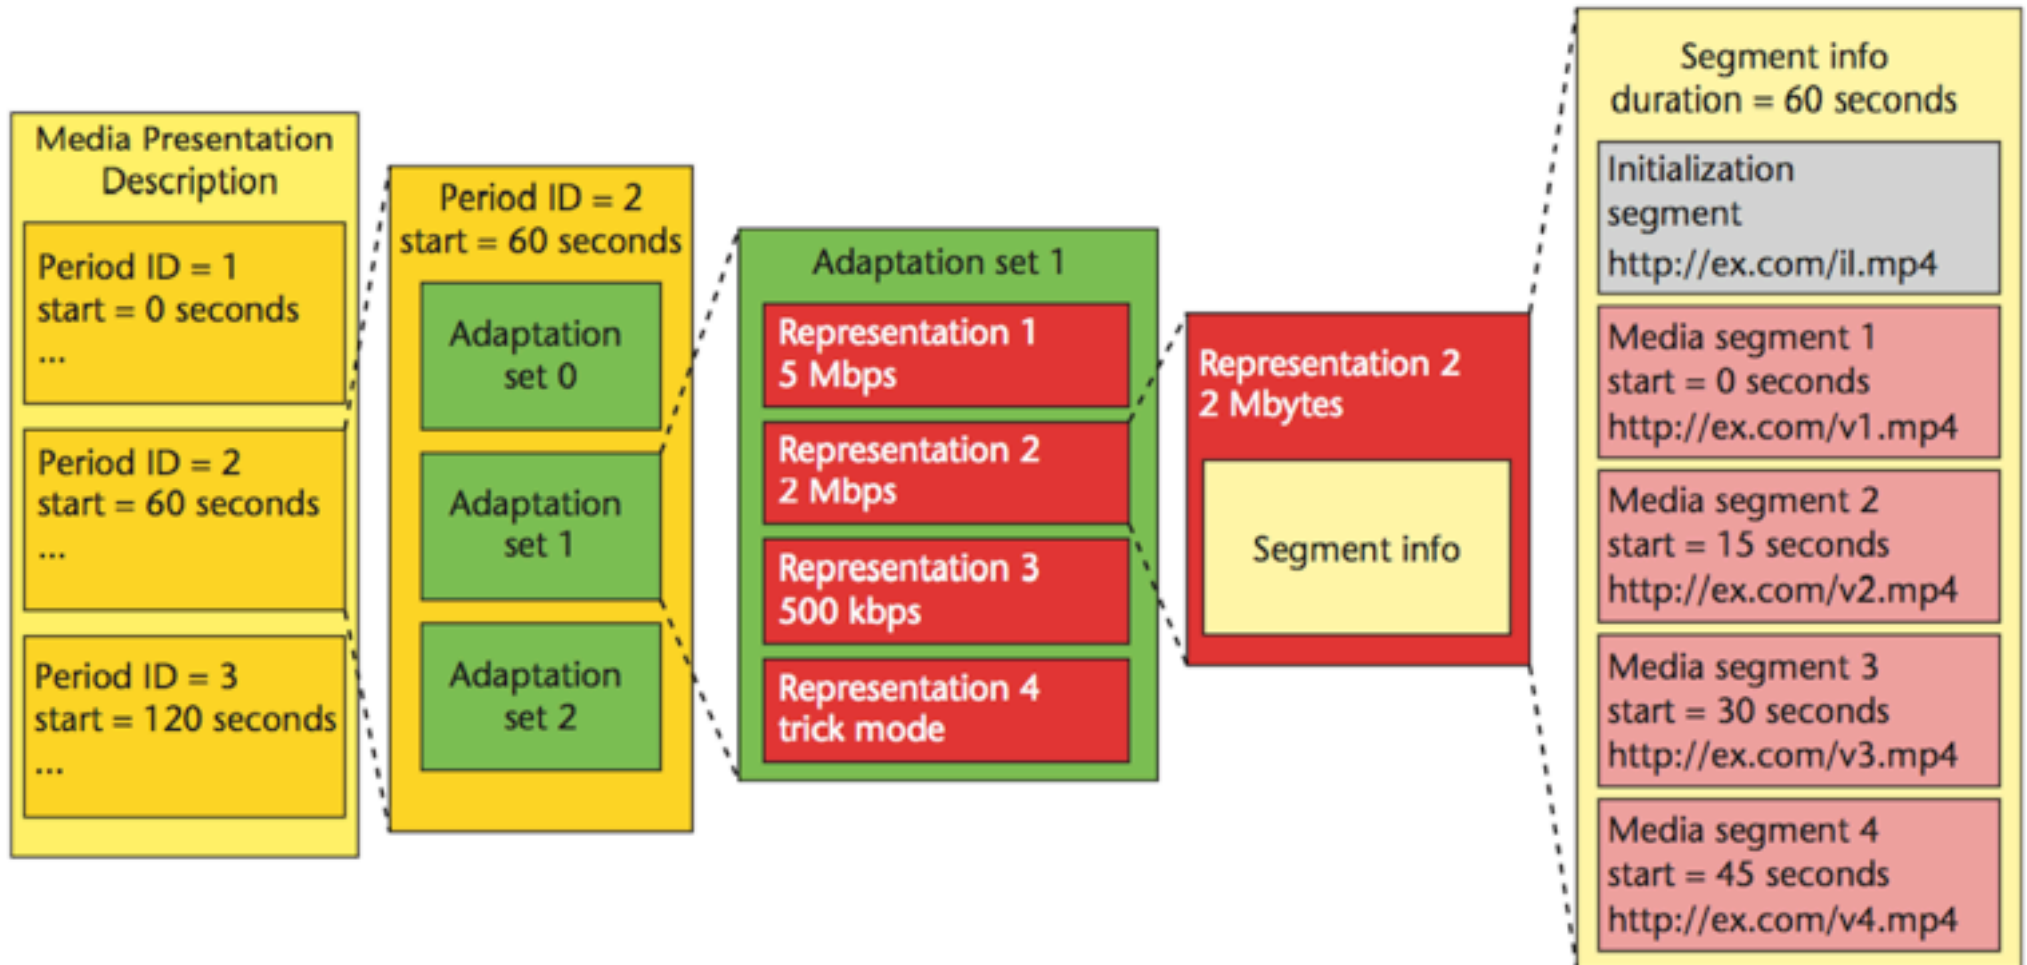 Media Presentation
Description
Period ID = 1
start = 0 seconds
...
Period ID = 2
start = 60 seconds
...
Period ID = 3
start = 120 seconds
...
Period ID = 2
start = 60 seconds
Adaptation
set 0
Adaptation
set 1
Adaptation
set 2
Adaptation set 1
Representation 1
5 Mbps
Representation 2
2 Mbps
Representation 3
500 kbps
Representation 4
trick mode
Representation 2
2 Mbytes
Segment info
Segment info
duration = 60 seconds
Initialization
segment
http://ex.com/il.mp4
Media segment 1
start = 0 seconds
http://ex.com/v1.mp4
Media segment 2
start = 15 seconds
http://ex.com/v2.mp4
Media segment 3
start = 30 seconds
http://ex.com/v3.mp4
Media segment 4
start = 45 seconds
http://ex.com/v4.mp4